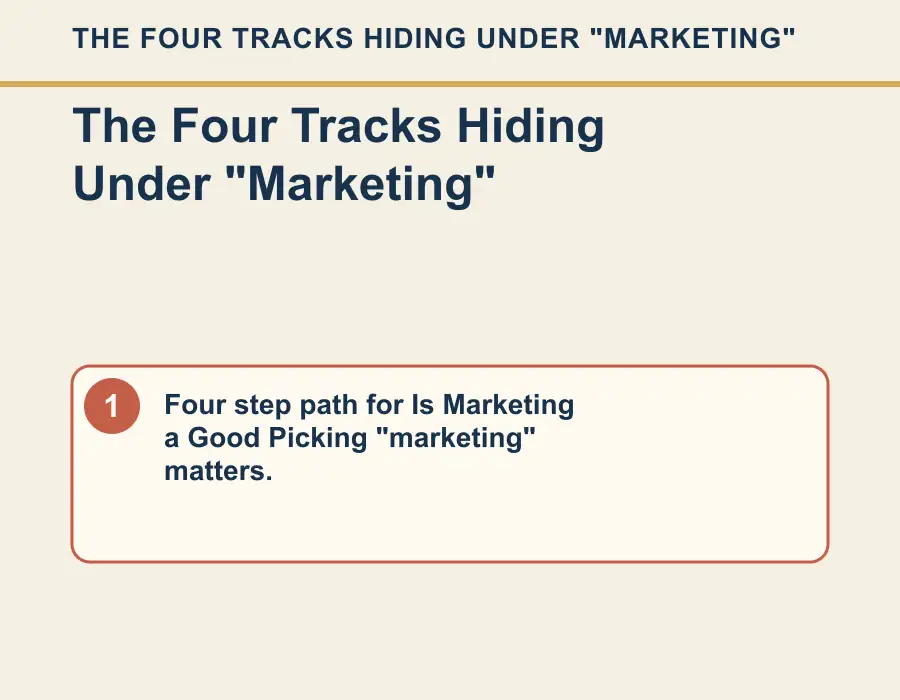 THE FOUR TRACKS HIDING UNDER "MARKETING"
The Four Tracks Hiding
Under "Marketing"
1
Four step path for Is Marketing
a Good Picking "marketing"
matters.